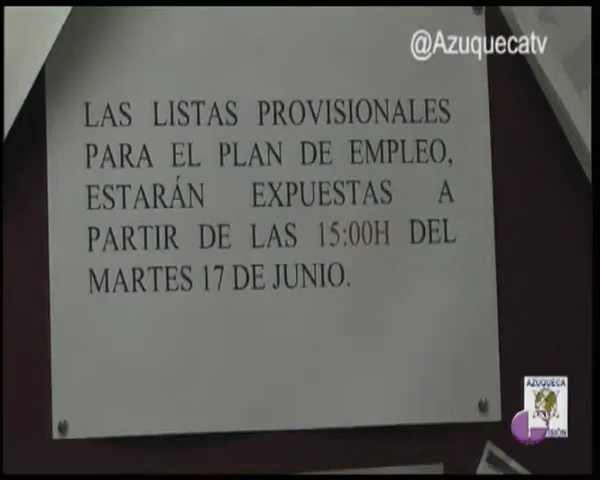 @Azuquecatv
LAS LISTAS PROVISIONALES
PARA EL PLAN DE EMPLEO,
ESTARÁN EXPUESTAS A
PARTIR DE LAS 15:00H DEL
MARTES 17 DE JUNIO.
AZUQUECA